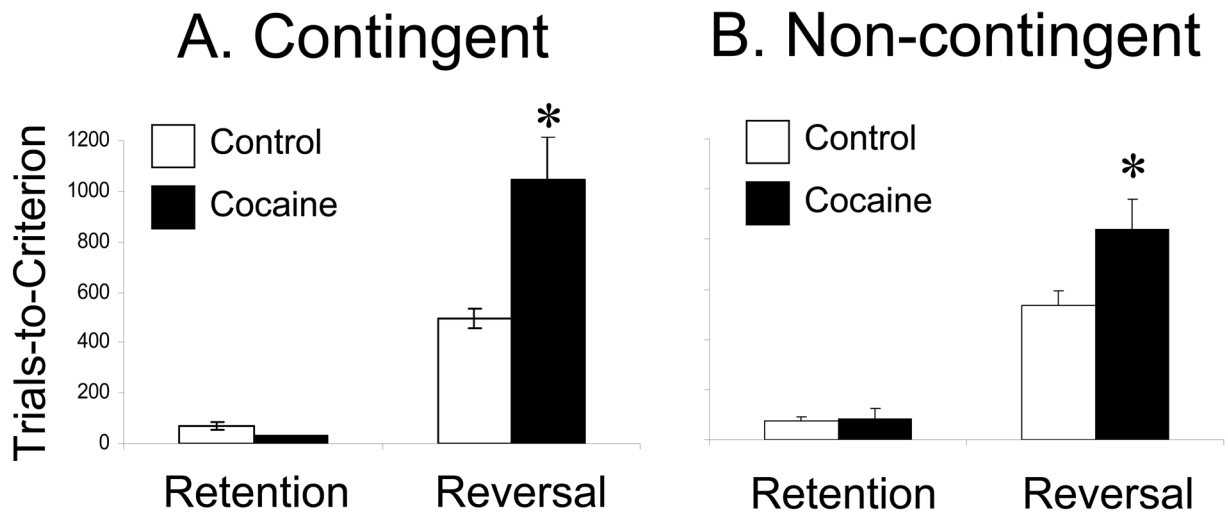 A. Contingent
B. Non-contingent
Trials-to-Criterion
1200
1000
800
600
400
200
0
Control
Cocaine
*
Retention
Reversal
Control
Cocaine
*
Retention
Reversal